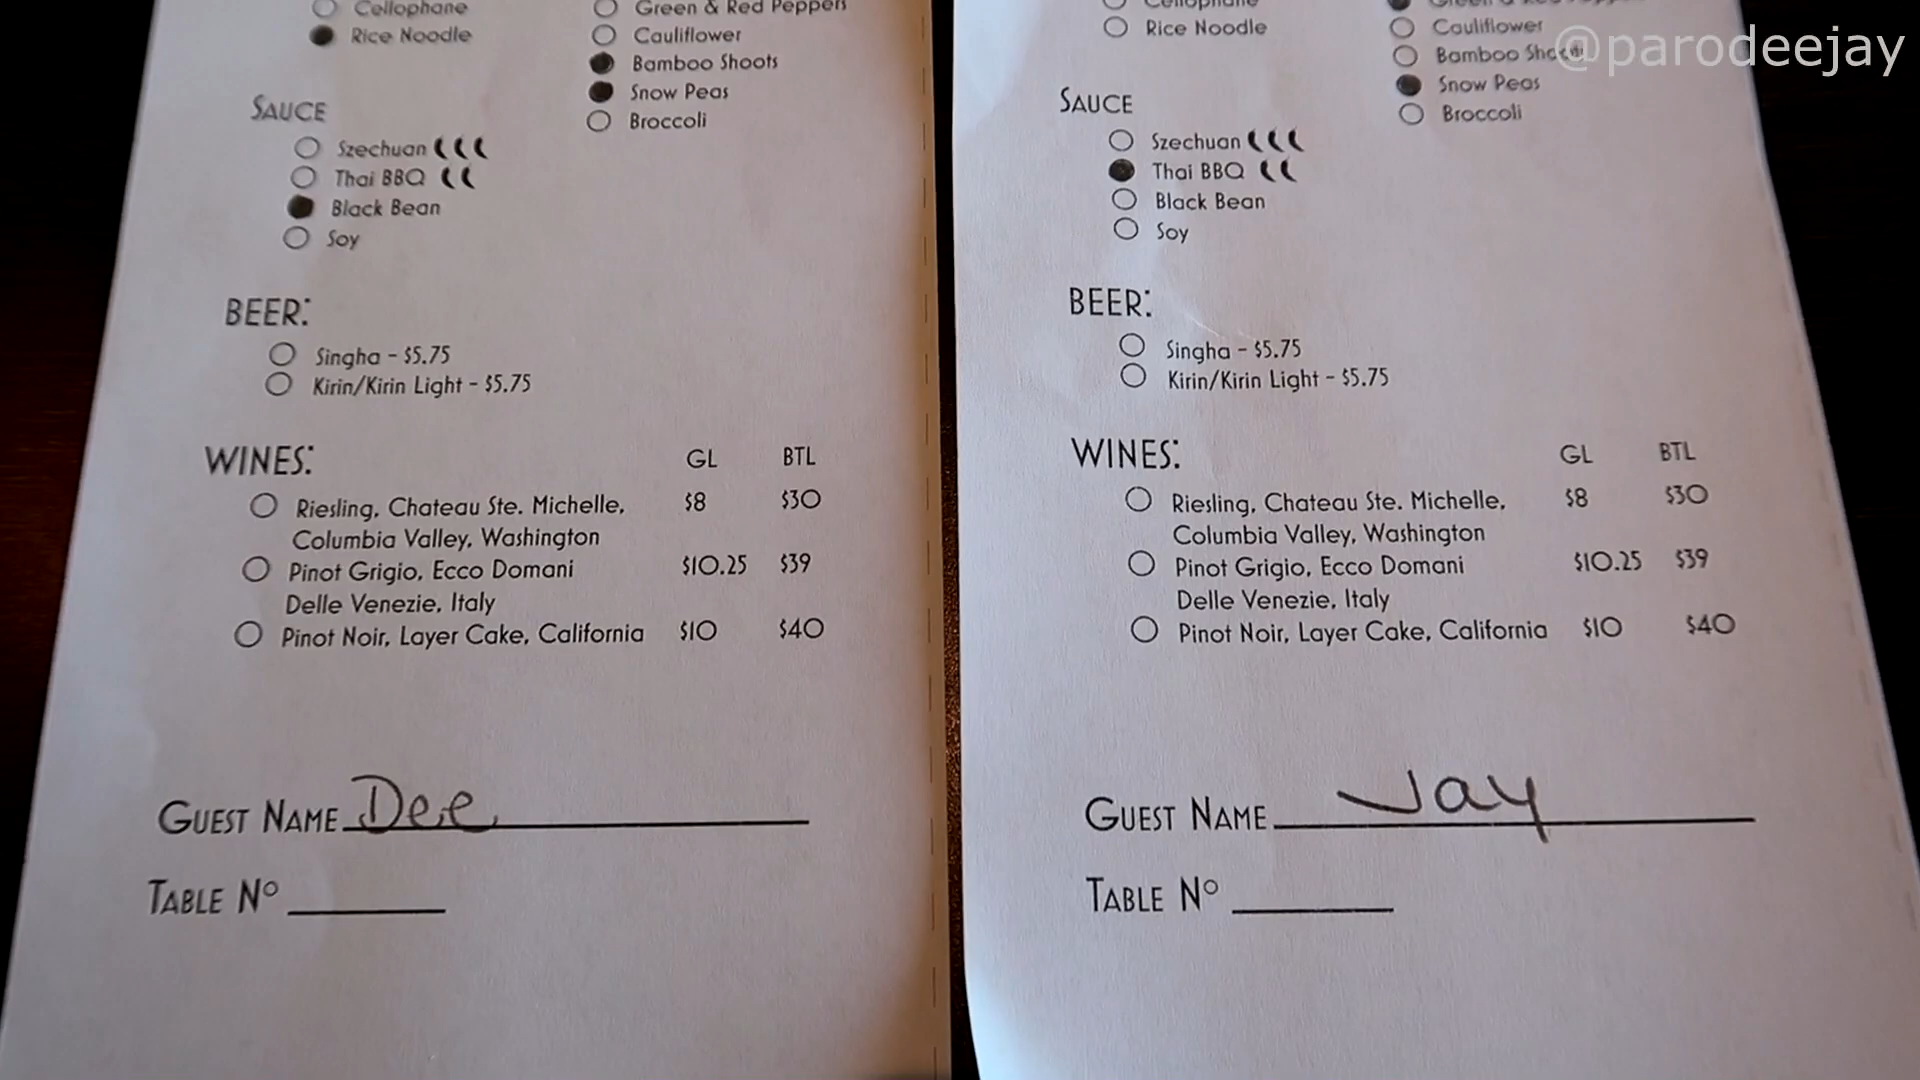 @parodeejay
Cellophane
Rice Noodle
Green & Red Peppers
Cauliflower
Bamboo Shoots
Snow Peas
Broccoli
Sauce
Szechuan
Thai BBQ
Black Bean
Soy
BEER:
Singha - $5.75
Kirin/Kirin Light - $5.75
WINES: GL BTL
Riesling, Chateau Ste. Michelle, $8 $30
Columbia Valley, Washington
Pinot Grigio, Ecco Domani $10.25 $39
Delle Venezie, Italy
Pinot Noir, Layer Cake, California $10 $40
Guest Name Dee
Table Nº
Cellophane
Rice Noodle
Green & Red Peppers
Cauliflower
Bamboo Shoots
Snow Peas
Broccoli
Sauce
Szechuan
Thai BBQ
Black Bean
Soy
BEER:
Singha - $5.75
Kirin/Kirin Light - $5.75
WINES: GL BTL
Riesling, Chateau Ste. Michelle, $8 $30
Columbia Valley, Washington
Pinot Grigio, Ecco Domani $10.25 $39
Delle Venezie, Italy
Pinot Noir, Layer Cake, California $10 $40
Guest Name Jay
Table Nº